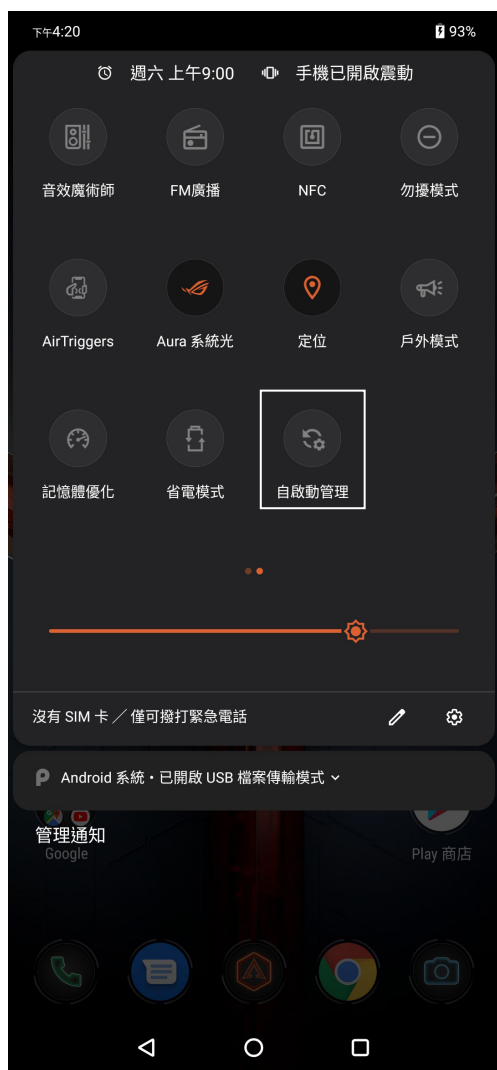 下午4:20 93%
週六 上午9:00 手機已開啟震動
音效魔術師 FM廣播 NFC 勿擾模式
AirTriggers Aura 系統光 定位 戶外模式
記憶體優化 省電模式 自啟動管理
沒有 SIM 卡／僅可撥打緊急電話
Android 系統・已開啟 USB 檔案傳輸模式
管理通知
Google Play 商店